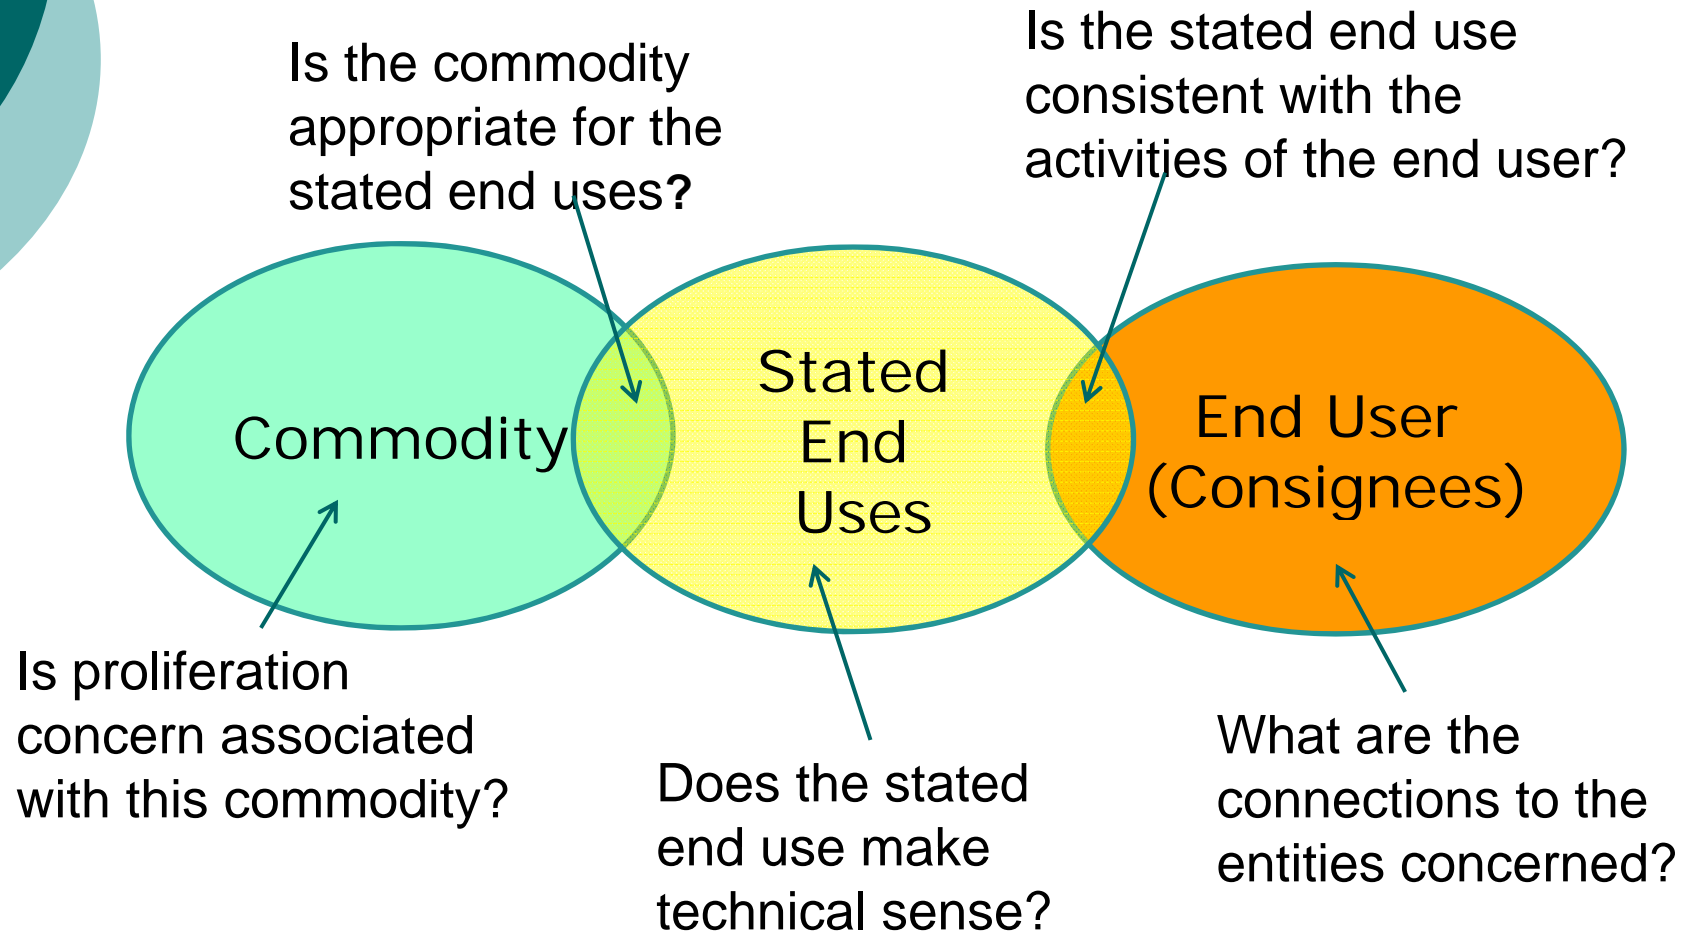 Is the commodity
appropriate for the
stated end uses?
Is the stated end use
consistent with the
activities of the end user?
Commodity
Stated
End
Uses
End User
(Consignees)
Is proliferation
concern associated
with this commodity?
Does the stated
end use make
technical sense?
What are the
connections to the
entities concerned?